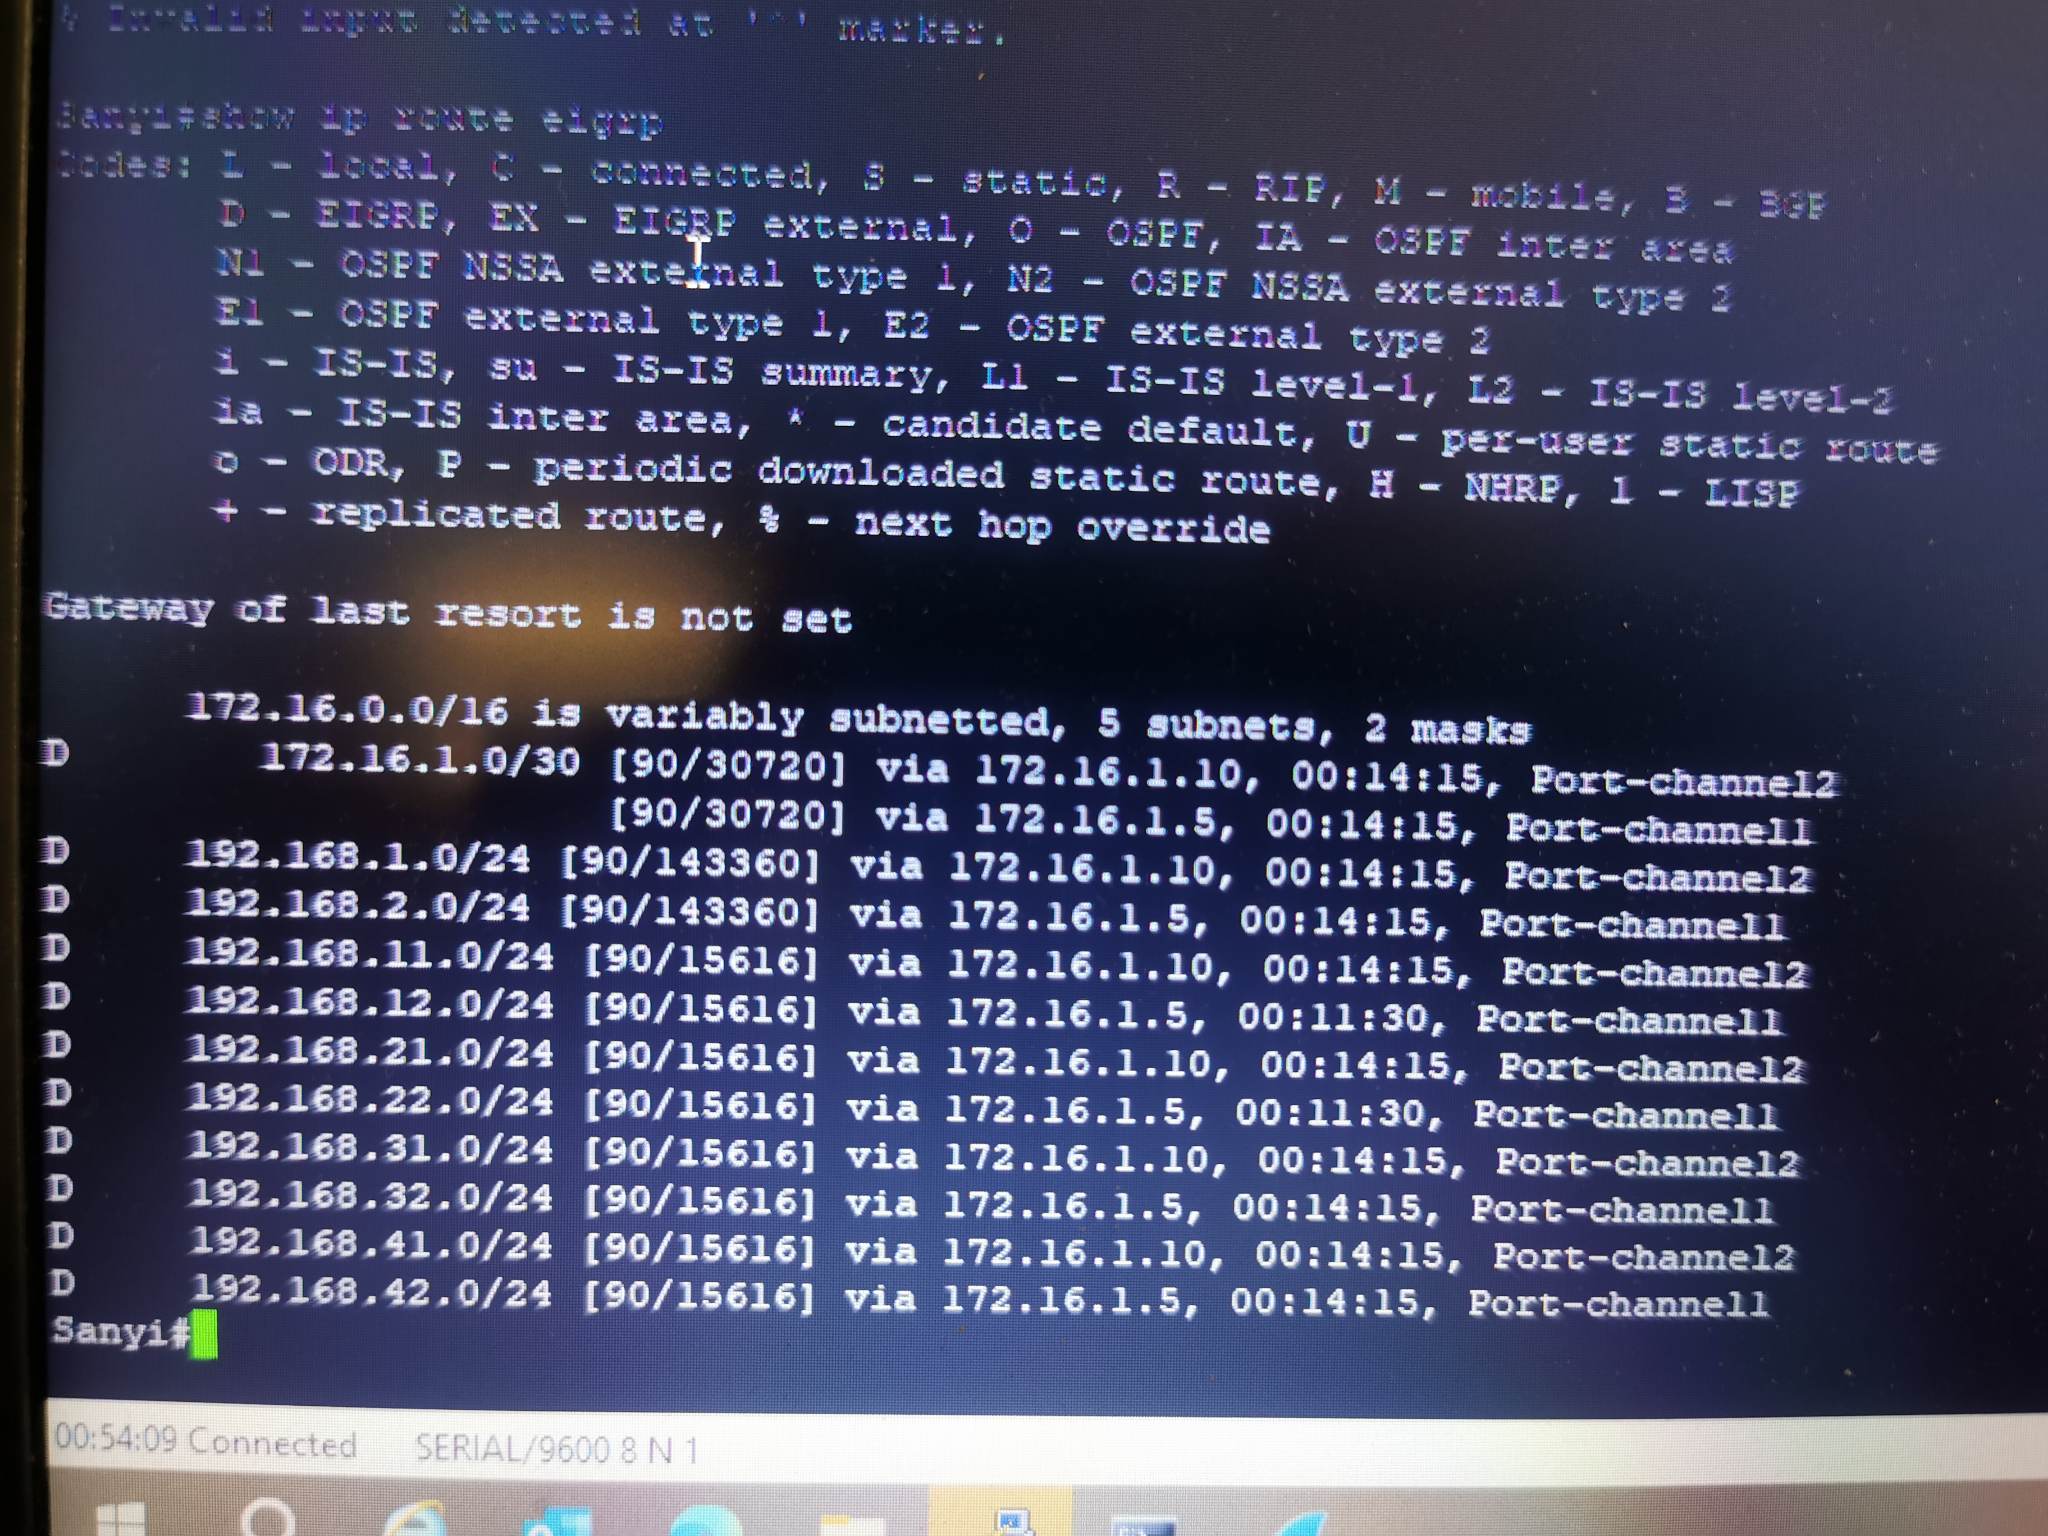 % Invalid input detected at '^' marker.
Sanyi#show ip route eigrp
Codes: L - local, C - connected, S - static, R - RIP, M - mobile, B - BGP
D - EIGRP, EX - EIGRP external, O - OSPF, IA - OSPF inter area
N1 - OSPF NSSA external type 1, N2 - OSPF NSSA external type 2
E1 - OSPF external type 1, E2 - OSPF external type 2
i - IS-IS, su - IS-IS summary, L1 - IS-IS level-1, L2 - IS-IS level-2
ia - IS-IS inter area, * - candidate default, U - per-user static route
o - ODR, P - periodic downloaded static route, H - NHRP, l - LISP
+ - replicated route, % - next hop override
Gateway of last resort is not set
172.16.0.0/16 is variably subnetted, 5 subnets, 2 masks
D 172.16.1.0/30 [90/30720] via 172.16.1.10, 00:14:15, Port-channel2
[90/30720] via 172.16.1.5, 00:14:15, Port-channel1
D 192.168.1.0/24 [90/143360] via 172.16.1.10, 00:14:15, Port-channel2
D 192.168.2.0/24 [90/143360] via 172.16.1.5, 00:14:15, Port-channel1
D 192.168.11.0/24 [90/15616] via 172.16.1.10, 00:14:15, Port-channel2
D 192.168.12.0/24 [90/15616] via 172.16.1.5, 00:11:30, Port-channel1
D 192.168.21.0/24 [90/15616] via 172.16.1.10, 00:14:15, Port-channel2
D 192.168.22.0/24 [90/15616] via 172.16.1.5, 00:11:30, Port-channel1
D 192.168.31.0/24 [90/15616] via 172.16.1.10, 00:14:15, Port-channel2
D 192.168.32.0/24 [90/15616] via 172.16.1.5, 00:14:15, Port-channel1
D 192.168.41.0/24 [90/15616] via 172.16.1.10, 00:14:15, Port-channel2
D 192.168.42.0/24 [90/15616] via 172.16.1.5, 00:14:15, Port-channel1
Sanyi#
00:54:09 Connected SERIAL/9600 8 N 1